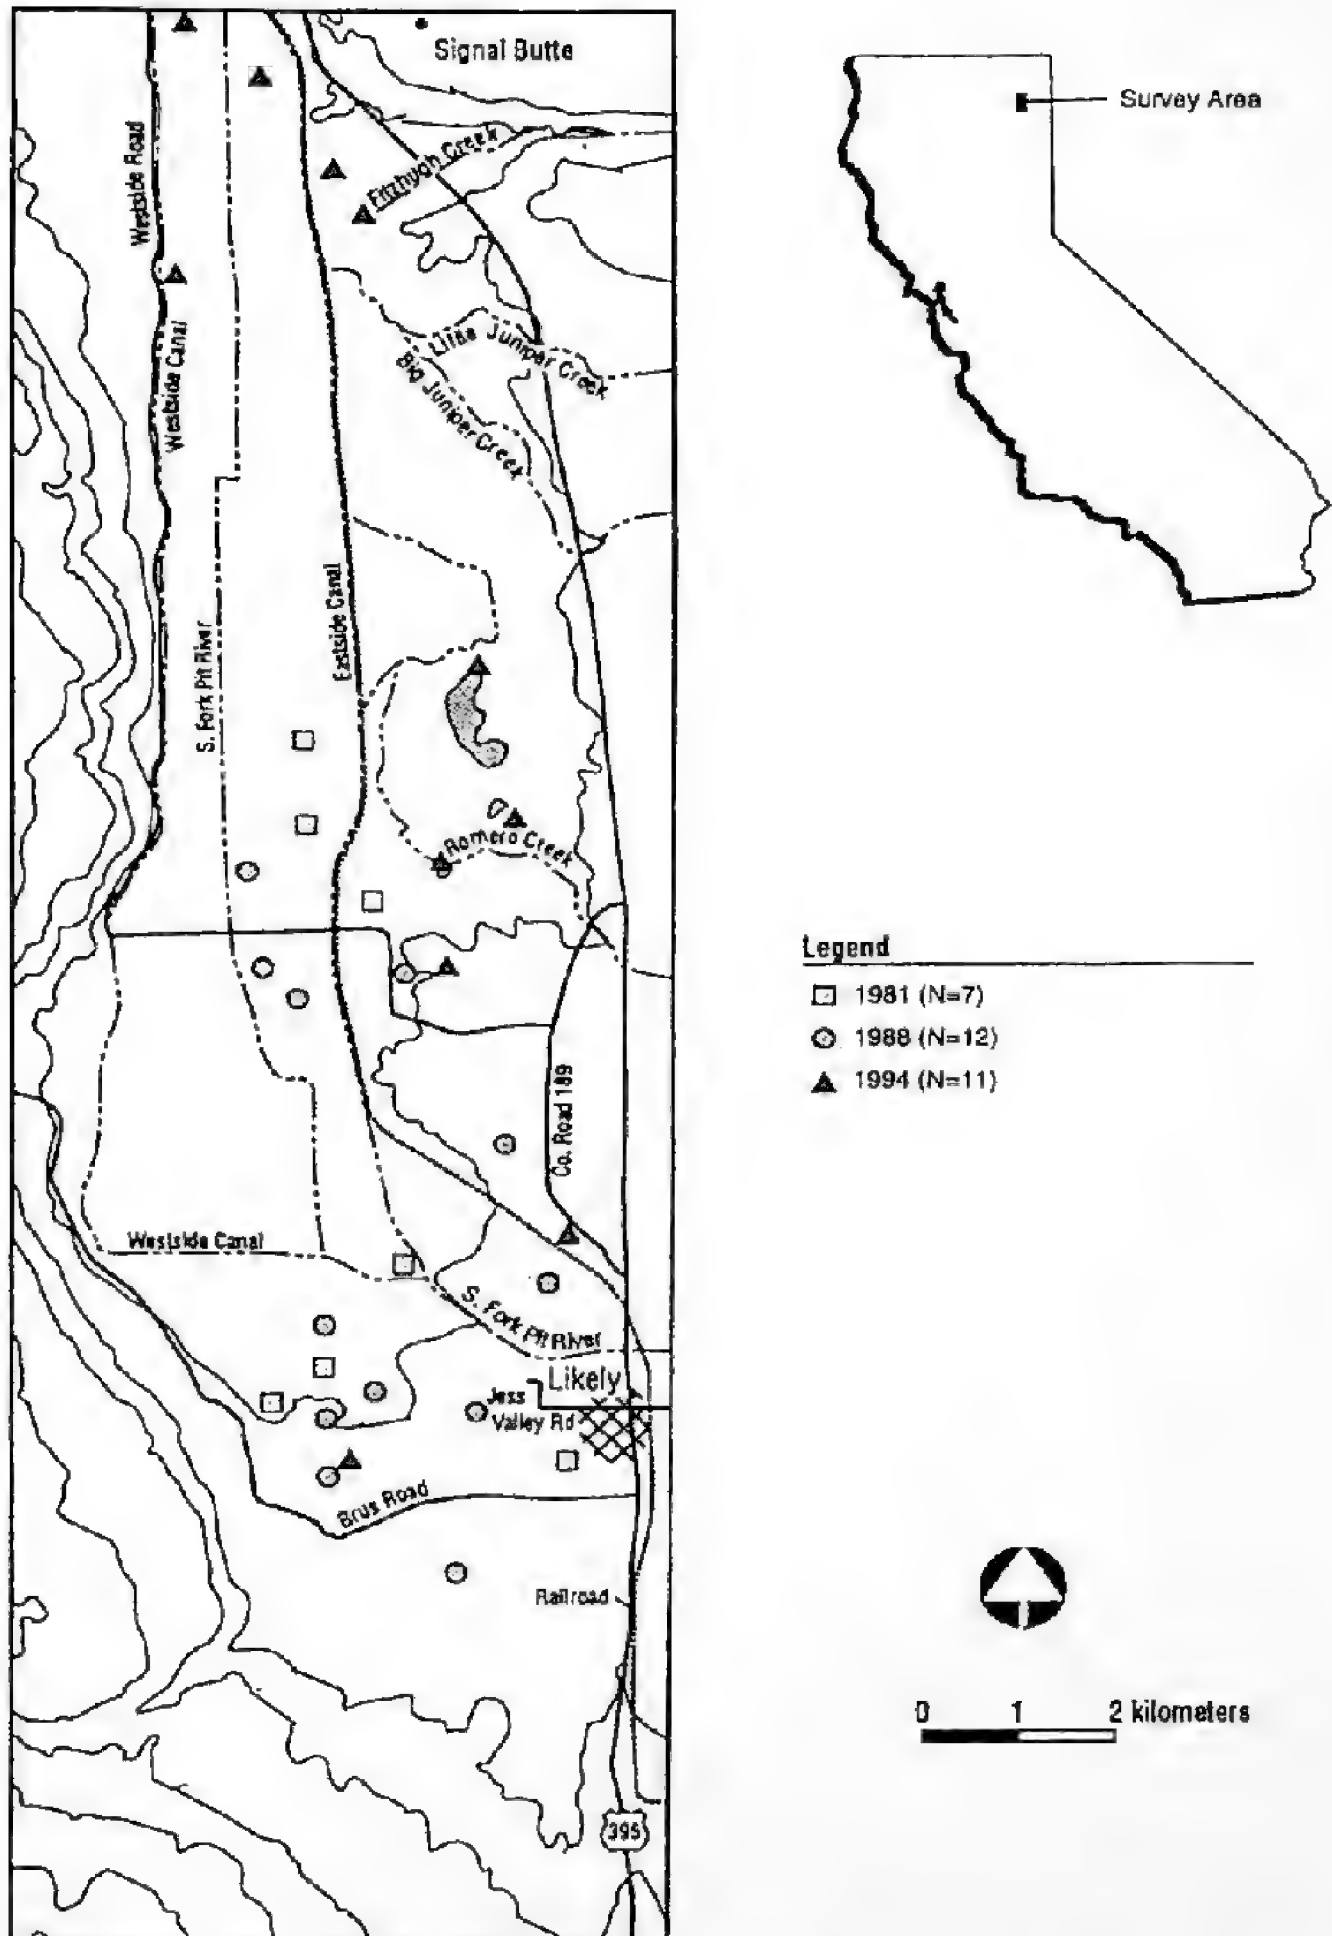 Signal Butte
Survey Area
Westside Road
Fitzhugh Creek
Westside Canal
Little Juniper Creek
Big Juniper Creek
Eastside Canal
S. Fork Pit River
Romero Creek
Legend
1981 (N=7)
1988 (N=12)
1994 (N=11)
Co. Road 189
Westside Canal
S. Fork Pit River
Likely
Jess
Valley Rd
Brus Road
Railroad
0 1 2 kilometers
395